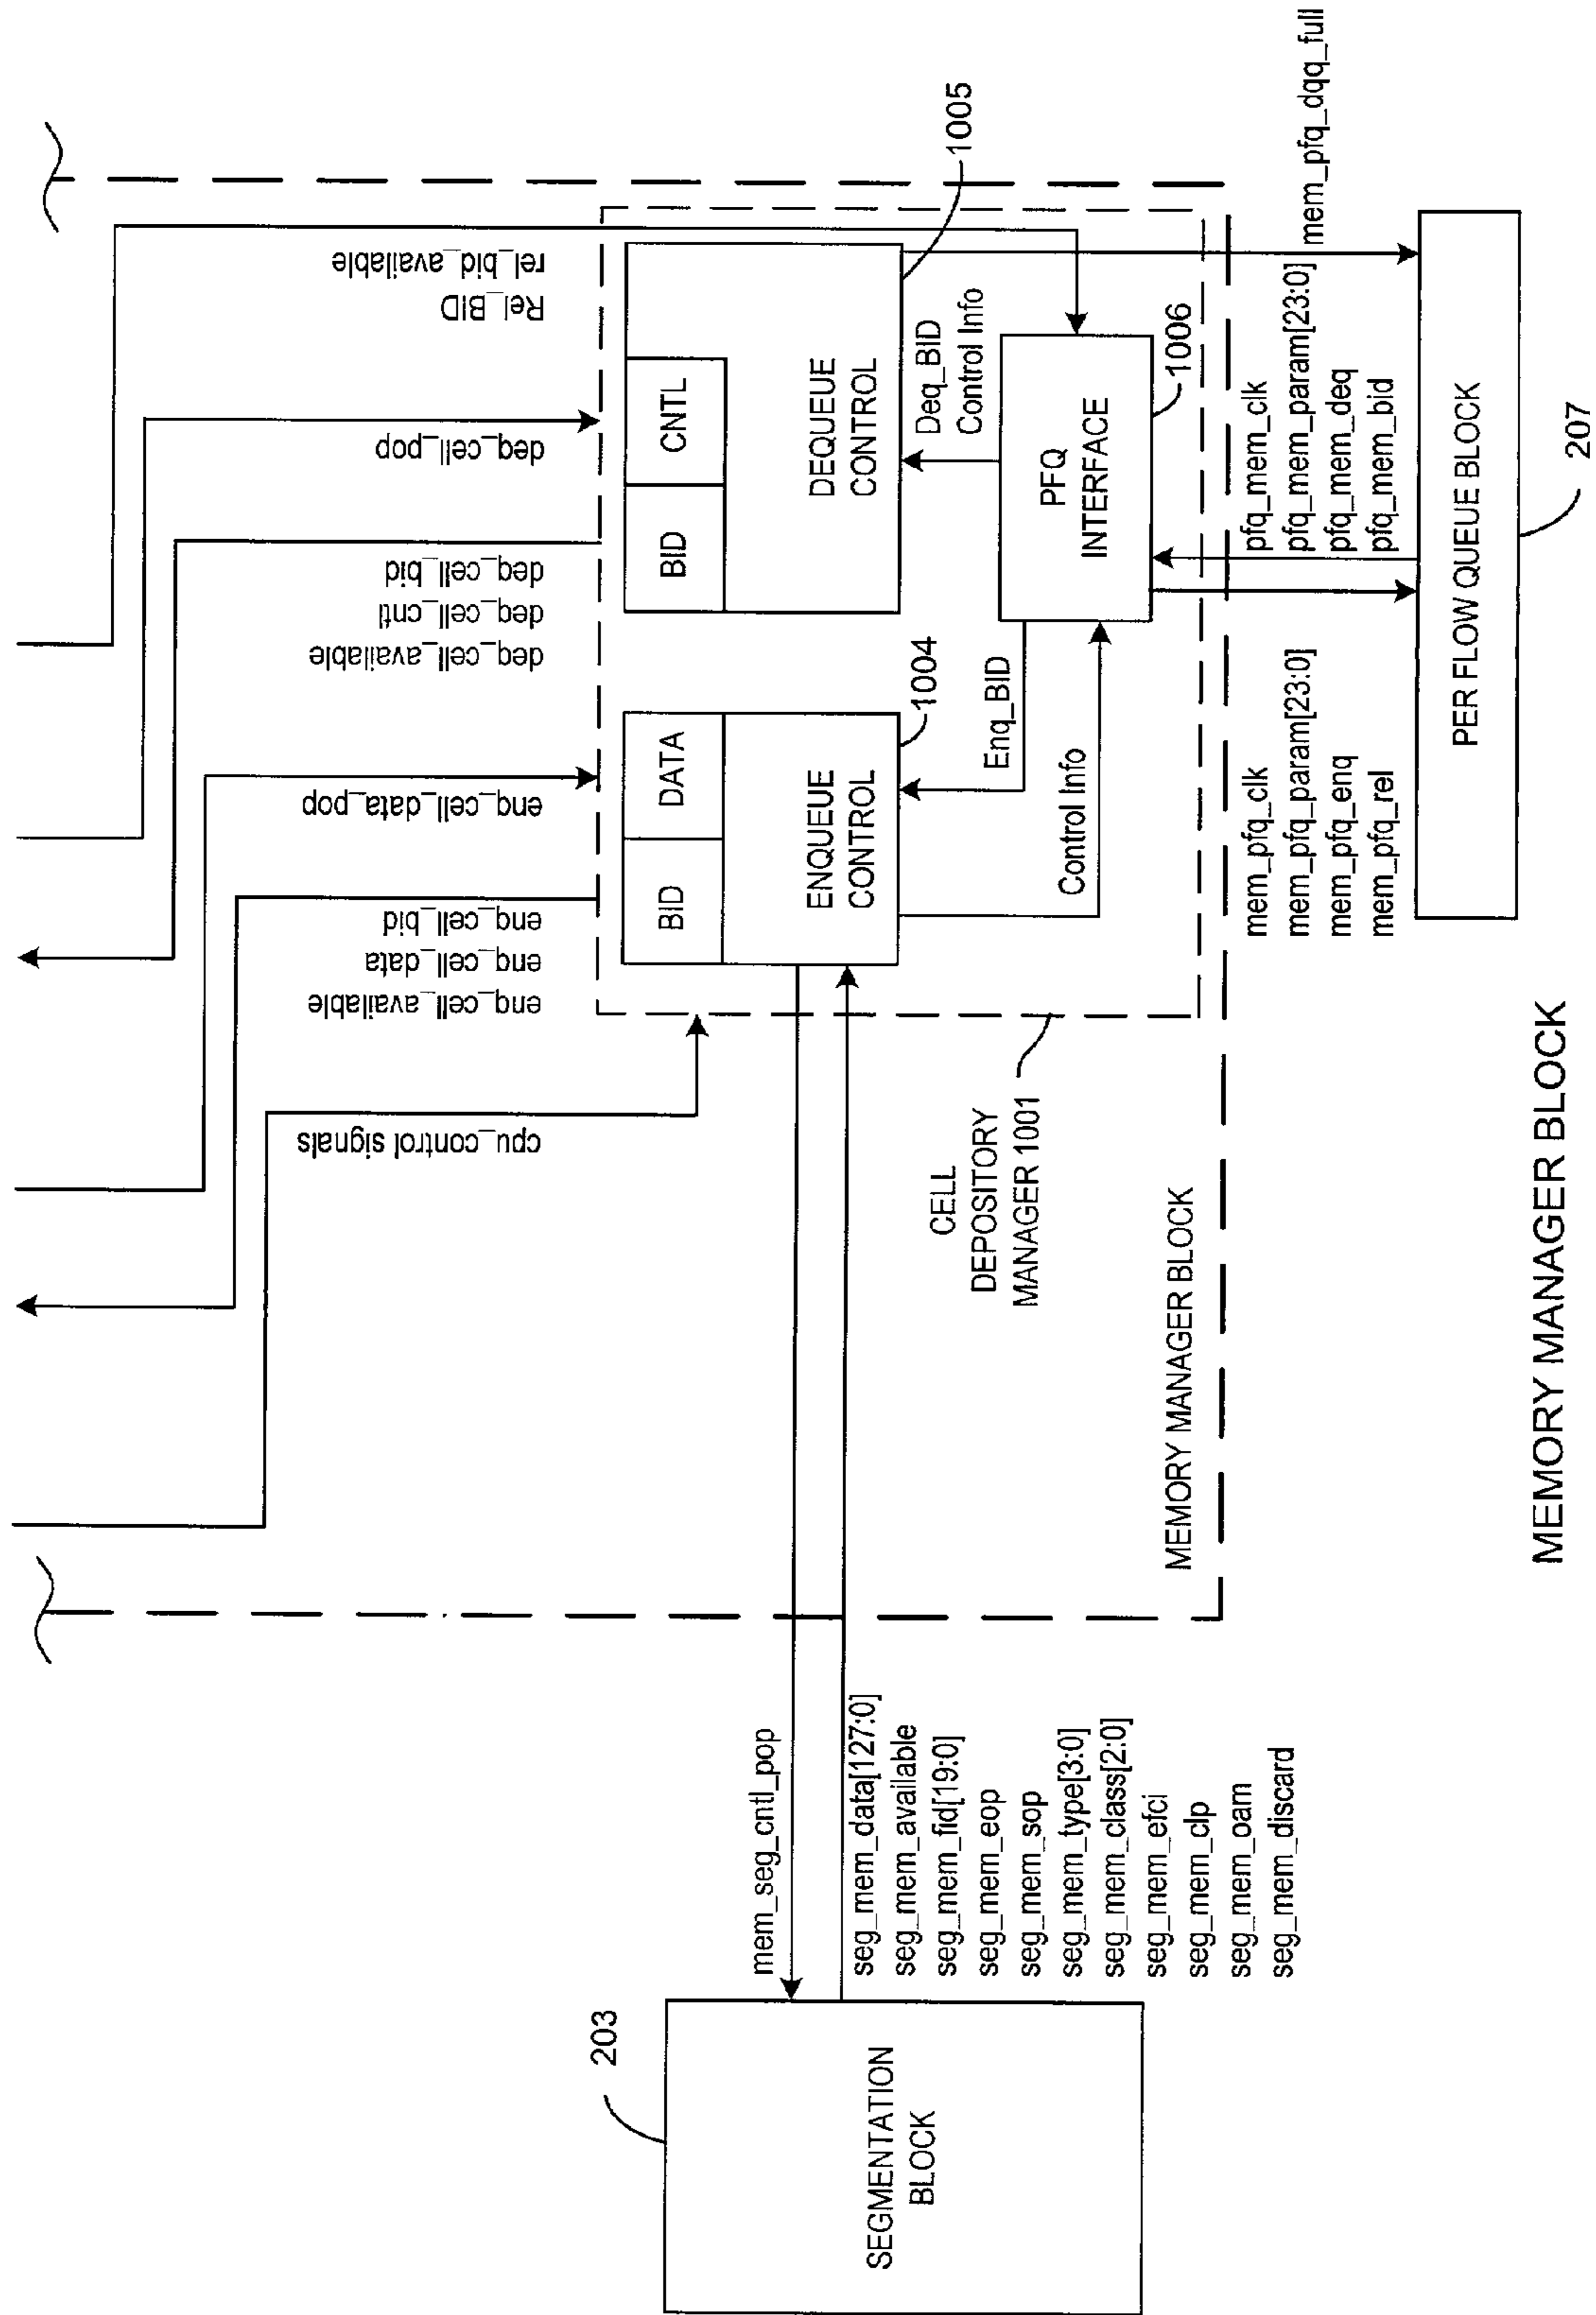 rel_bid_available
Rel_BID
deq_cell_pop
deq_cell_bid
deq_cell_cntl
deq_cell_available
enq_cell_data_pop
enq_cell_bid
enq_cell_data
enq_cell_available
cpu_control signals
mem_seg_cntl_pop
seg_mem_data[127:0]
seg_mem_available
seg_mem_fid[19:0]
seg_mem_eop
seg_mem_sop
seg_mem_type[3:0]
seg_mem_class[2:0]
seg_mem_efci
seg_mem_clp
seg_mem_oam
seg_mem_discard
203
SEGMENTATION
BLOCK
BID
DATA
ENQUEUE
CONTROL
1004
BID
CNTL
DEQUEUE
CONTROL
1005
Enq_BID
Control Info
Deq_BID
Control Info
PFQ
INTERFACE
1006
CELL
DEPOSITORY
MANAGER 1001
MEMORY MANAGER BLOCK
mem_pfq_clk
mem_pfq_param[23:0]
mem_pfq_enq
mem_pfq_rel
pfq_mem_clk
pfq_mem_param[23:0]
pfq_mem_deq
pfq_mem_bid
mem_pfq_dqq_full
PER FLOW QUEUE BLOCK
207
MEMORY MANAGER BLOCK